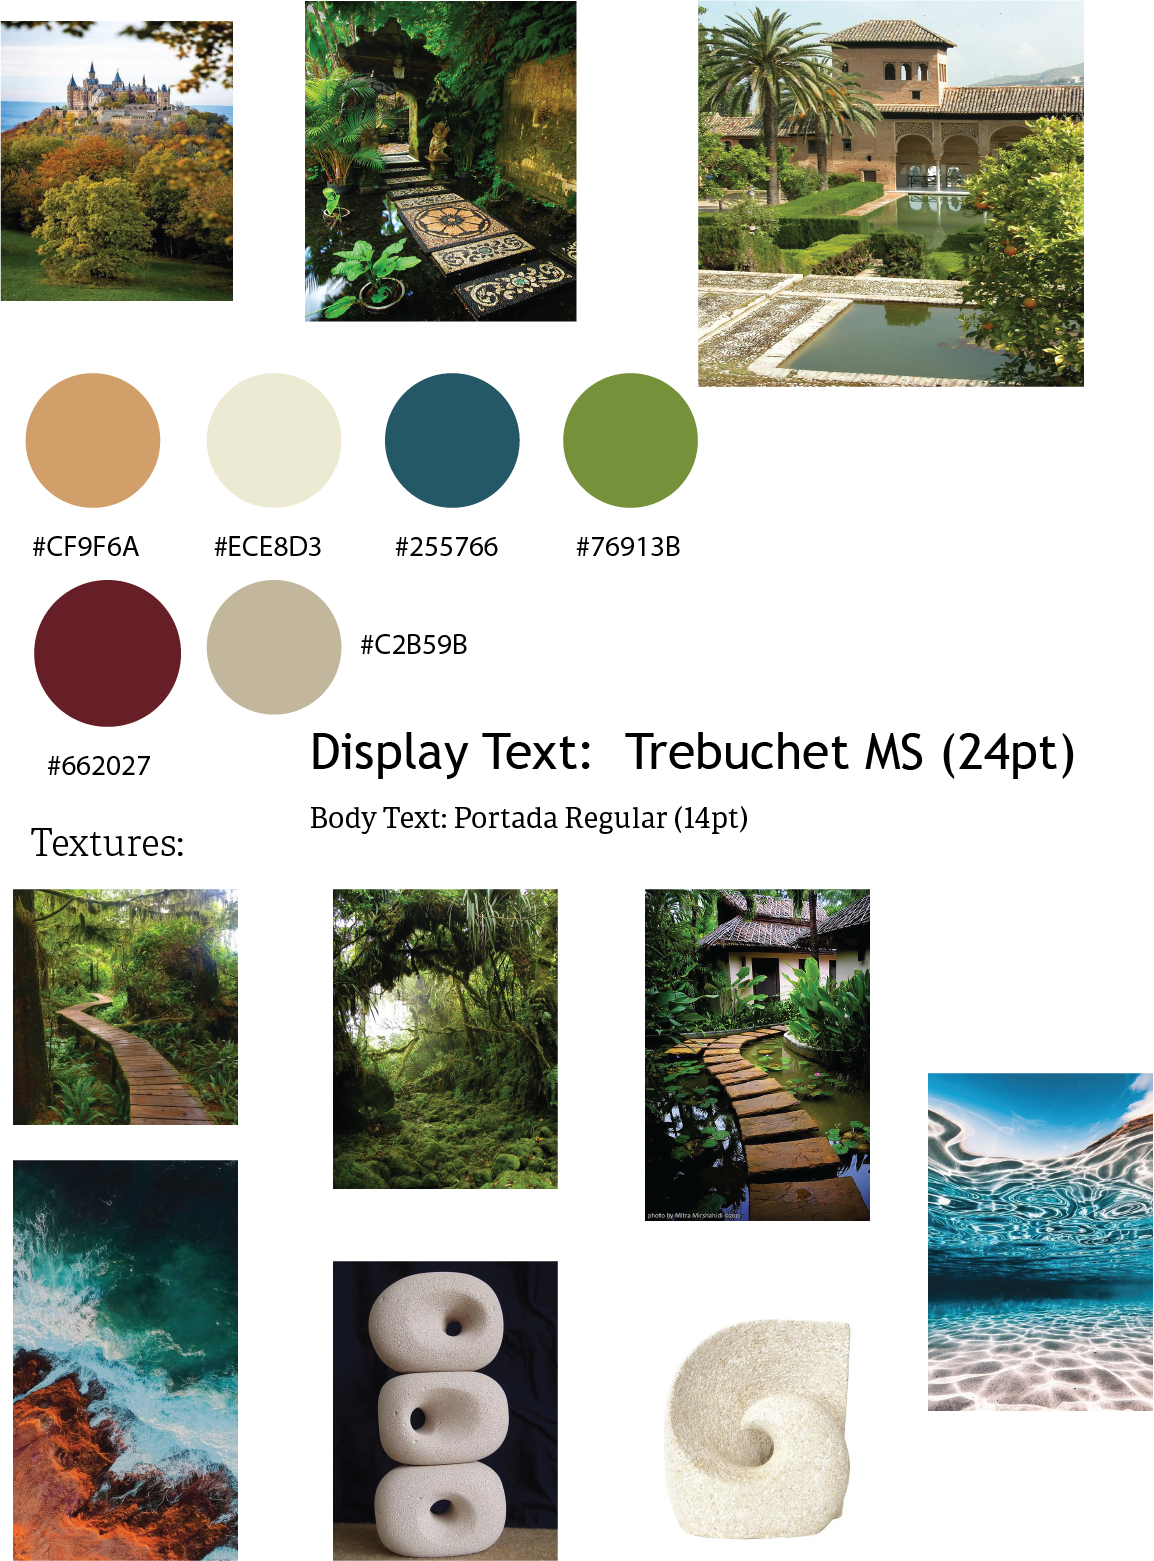 #CF9F6A
#ECE8D3
#255766
#76913B
#C2B59B
#662027
Display Text:  Trebuchet MS (24pt)
Body Text: Portada Regular (14pt)
Textures:
photo by Mitra Mirshahidi ©2010